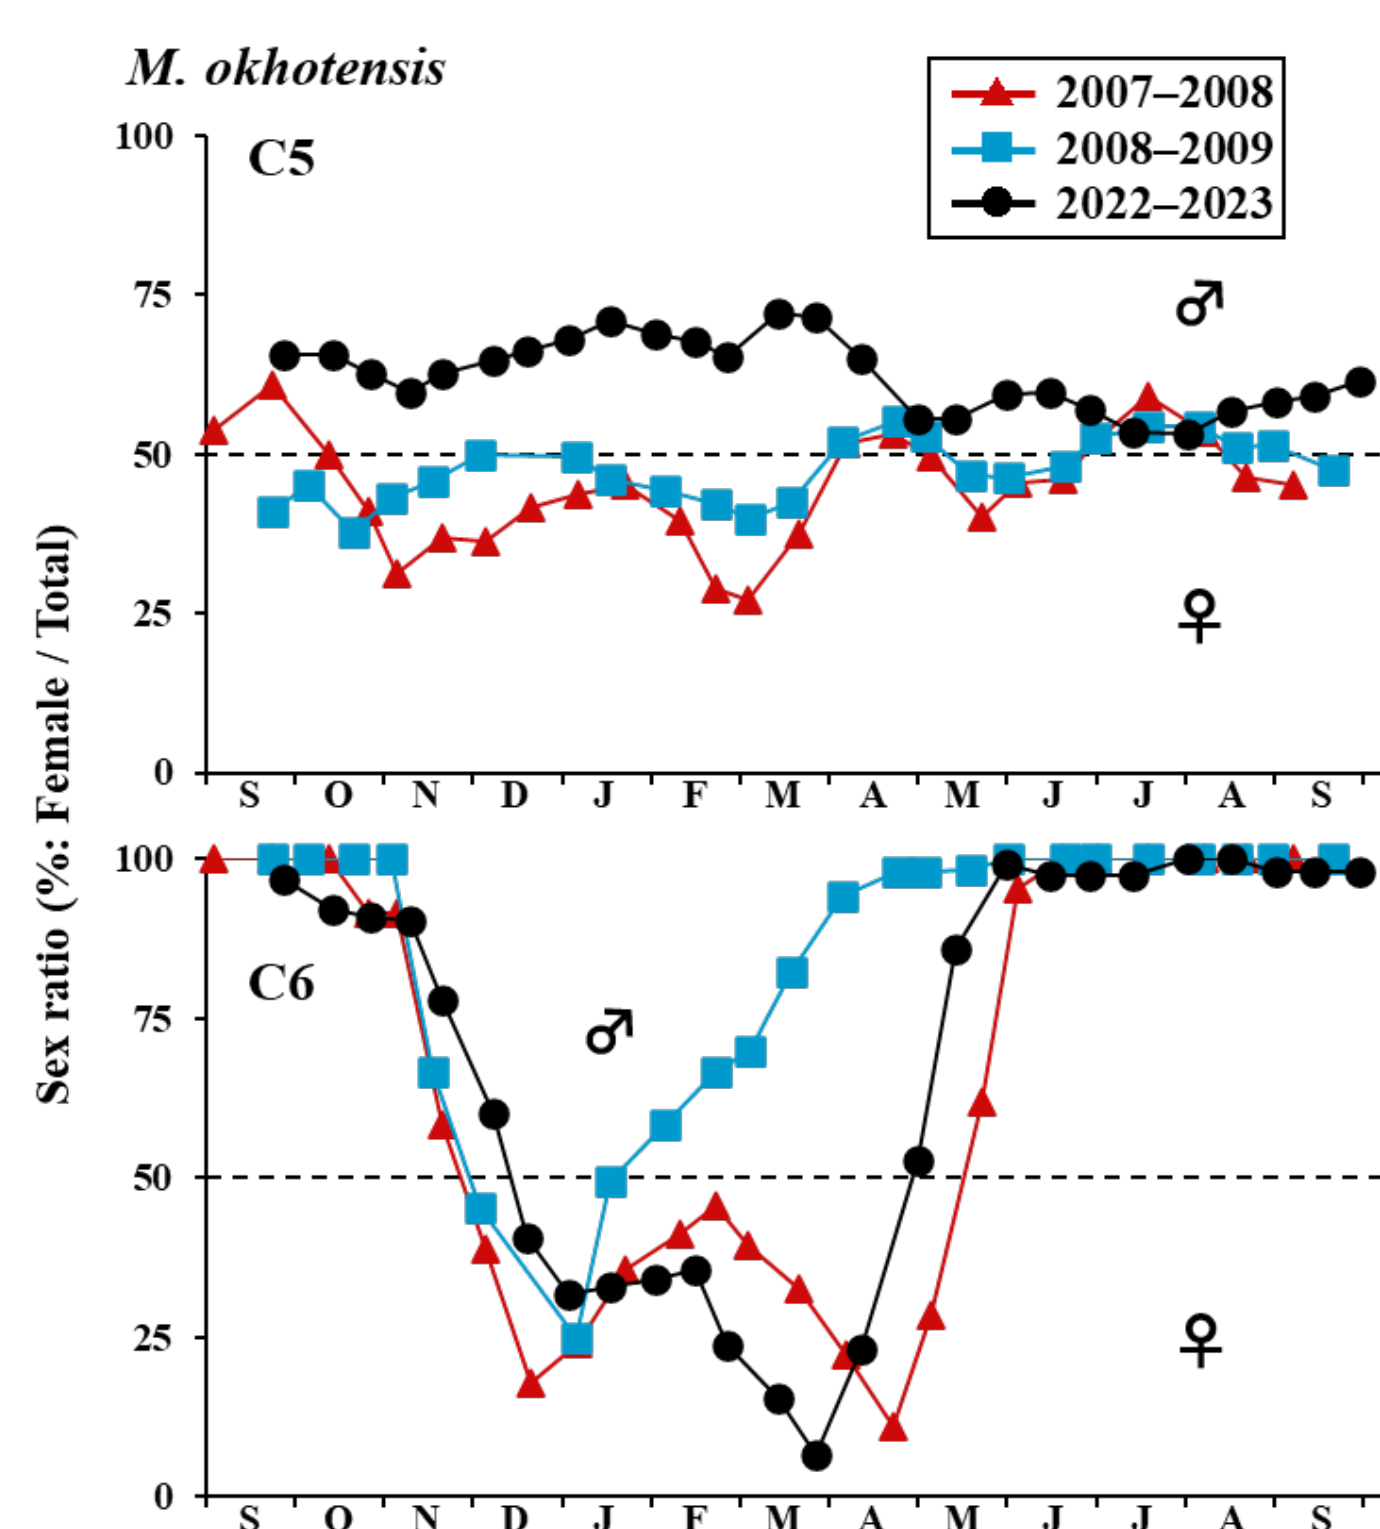 M. okhotensis
2007–2008
2008–2009
2022–2023
C5
100
75
50
25
0
S O N D J F M A M J J A S
♂
♀
Sex ratio (%: Female / Total)
C6
100
75
50
25
0
S O N D J F M A M J J A S
♂
♀